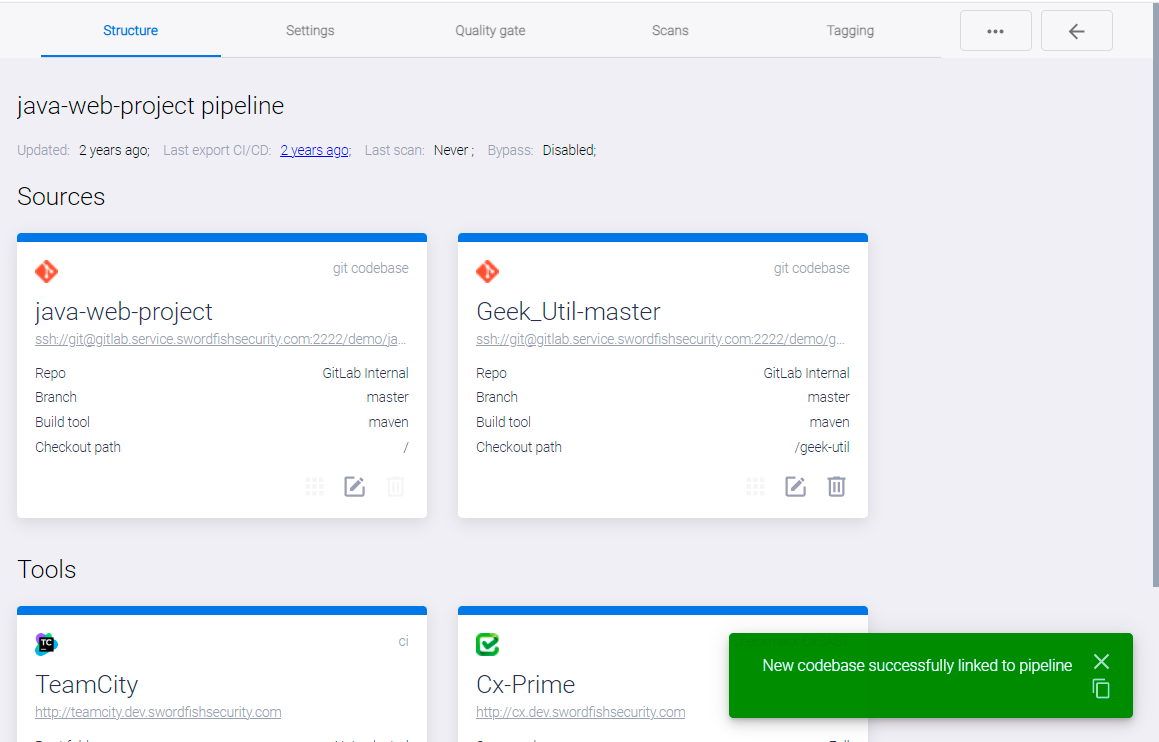 Structure Settings Quality gate Scans Tagging
java-web-project pipeline
Updated: 2 years ago; Last export CI/CD: 2 years ago; Last scan: Never ; Bypass: Disabled;
Sources
git codebase
java-web-project
ssh://git@gitlab.service.swordfishsecurity.com:2222/demo/ja...
Repo GitLab Internal
Branch master
Build tool maven
Checkout path /
git codebase
Geek_Util-master
ssh://git@gitlab.service.swordfishsecurity.com:2222/demo/g...
Repo GitLab Internal
Branch master
Build tool maven
Checkout path /geek-util
Tools
TC
ci
TeamCity
http://teamcity.dev.swordfishsecurity.com
Cx-Prime
http://cx.dev.swordfishsecurity.com
New codebase successfully linked to pipeline